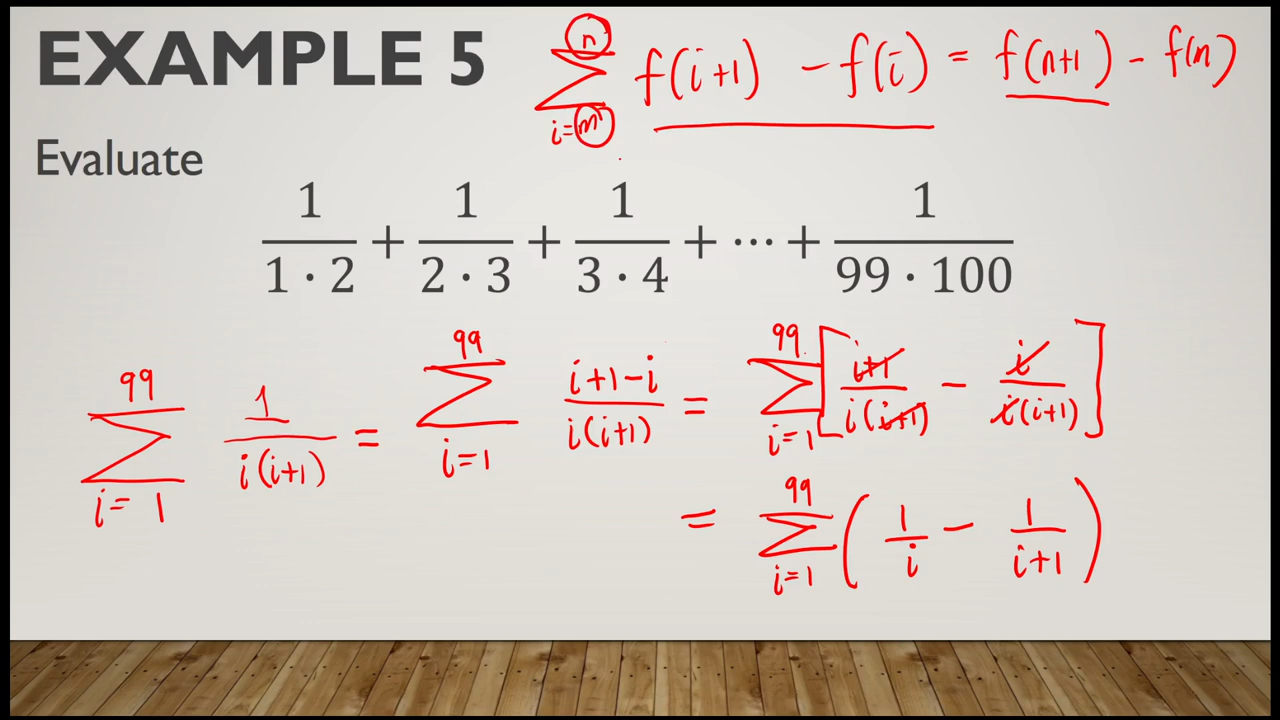 EXAMPLE 5
∑_{i=m}^{n} f(i+1) - f(i) = f(n+1) - f(m)
Evaluate
1/(1·2) + 1/(2·3) + 1/(3·4) + ⋯ + 1/(99·100)
∑_{i=1}^{99} 1/(i(i+1)) = ∑_{i=1}^{99} (i+1-i)/(i(i+1)) = ∑_{i=1}^{99} [(i+1)/(i(i+1)) - i/(i(i+1))]
= ∑_{i=1}^{99} (1/i - 1/(i+1))